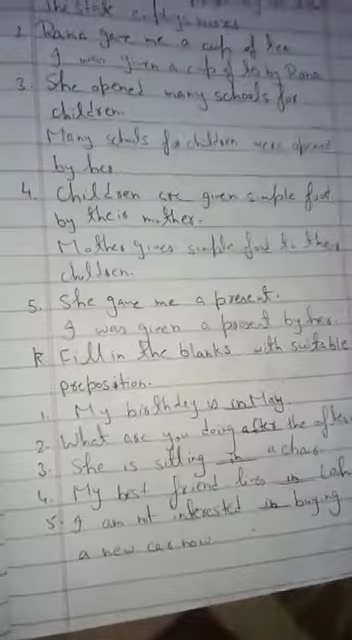 The
2. Rana gave me a cup of tea
I was given a cup of tea by Rana
3. She opened many schools for
children.
Many schools for children were opened
by her
4. Children are given simple food
by their mother.
Mother gives simple food to their
children.
5. She gave me a present.
I was given a present by her.
K Fill in the blanks with suitable
preposition.
1. My birthday is in May.
2. What are you doing after the
3. She is sitting in a chair.
4. My best friend lives in Lah
5. I am not interested in buying
a new car now